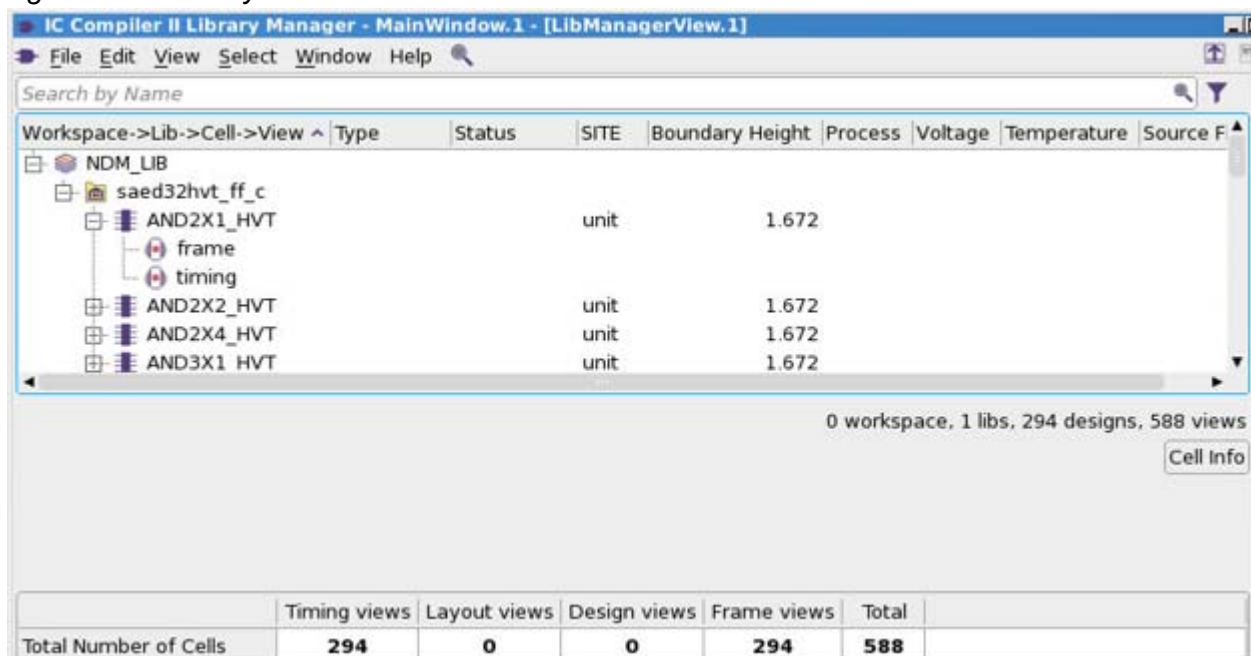 IC Compiler II Library Manager - MainWindow.1 - [LibManagerView.1]
File Edit View Select Window Help
Search by Name
Workspace->Lib->Cell->View Type Status SITE Boundary Height Process Voltage Temperature Source F
NDM_LIB
saed32hvt_ff_c
AND2X1_HVT unit 1.672
frame
timing
AND2X2_HVT unit 1.672
AND2X4_HVT unit 1.672
AND3X1 HVT unit 1.672
0 workspace, 1 libs, 294 designs, 588 views
Cell Info
Timing views Layout views Design views Frame views Total
Total Number of Cells 294 0 0 294 588